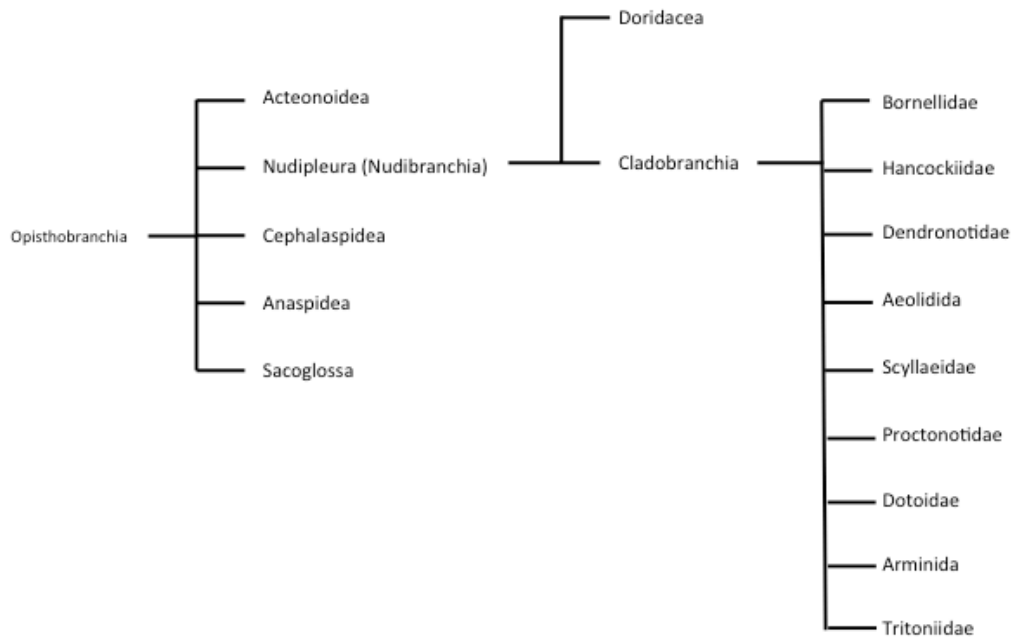 Opisthobranchia
Acteonoidea
Nudipleura (Nudibranchia)
Cephalaspidea
Anaspidea
Sacoglossa
Doridacea
Cladobranchia
Bornellidae
Hancockiidae
Dendronotidae
Aeolidida
Scyllaeidae
Proctonotidae
Dotoidae
Arminida
Tritoniidae